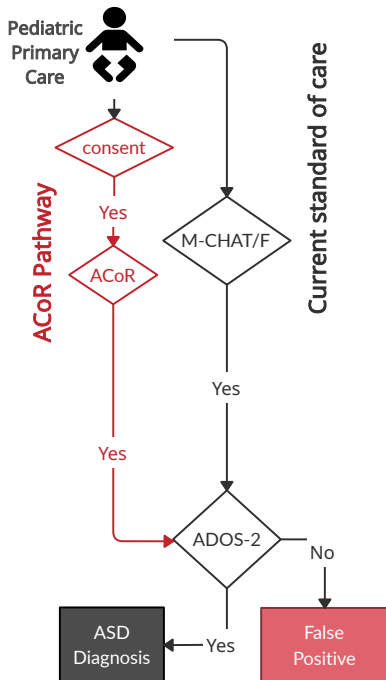 Pediatric
Primary
Care
consent
Yes
ACoR Pathway
ACoR
Yes
Current standard of care
M-CHAT/F
Yes
ADOS-2
No
Yes
ASD
Diagnosis
False
Positive